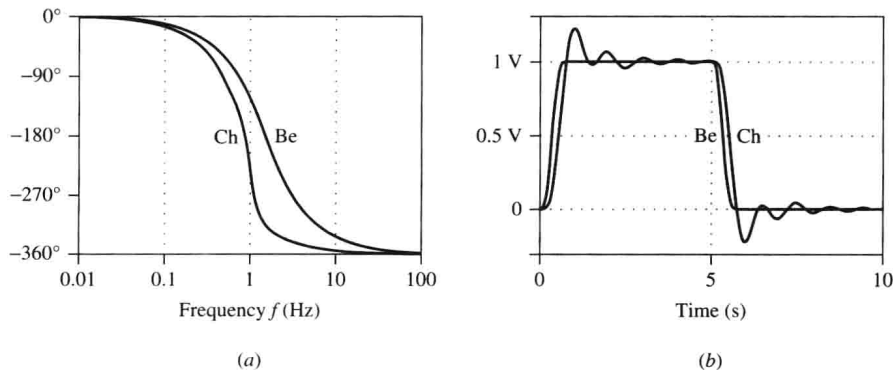 0°
−90°
−180°
−270°
−360°
Ch
Be
0.01
0.1
1
10
100
Frequency f (Hz)
(a)
1 V
0.5 V
0
Be
Ch
0
5
10
Time (s)
(b)